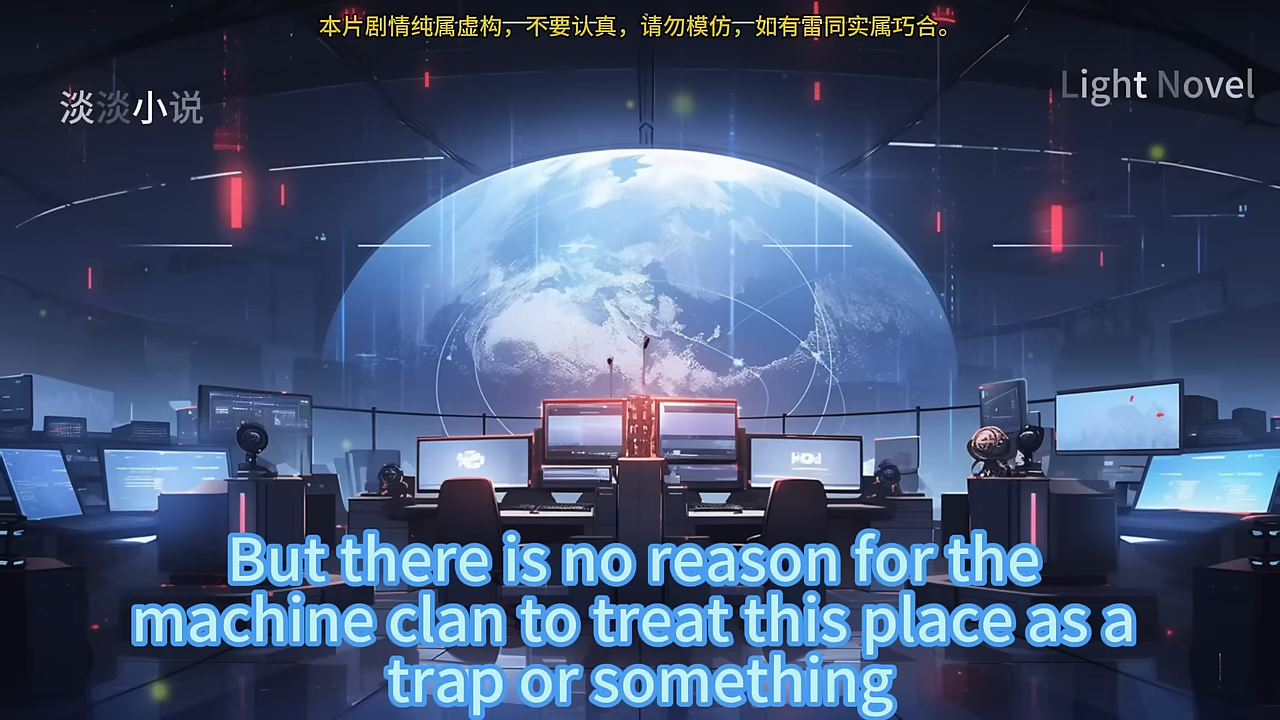 本片剧情纯属虚构，不要认真，请勿模仿，如有雷同实属巧合。
淡淡小说
Light Novel
But there is no reason for the
machine clan to treat this place as a
trap or something